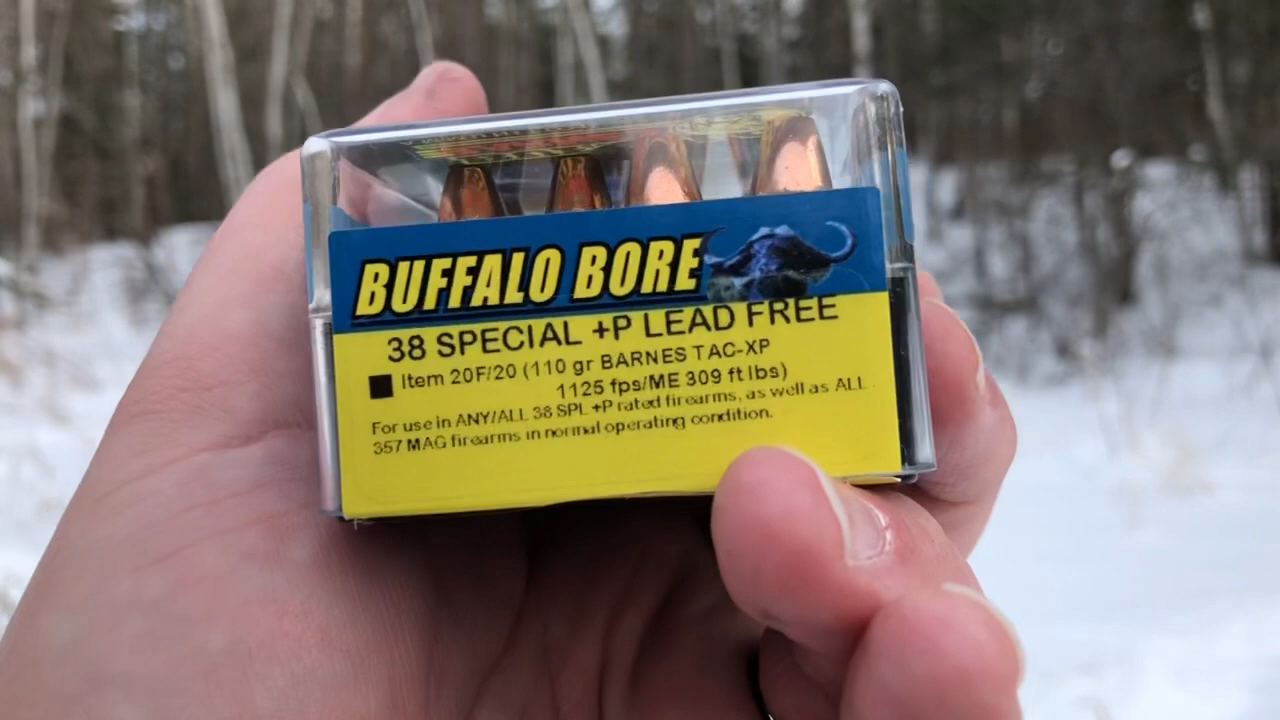 BUFFALO BORE
38 SPECIAL +P LEAD FREE
Item 20F/20 (110 gr BARNES TAC-XP
1125 fps/ME 309 ft lbs)
For use in ANY/ALL 38 SPL +P rated firearms, as well as ALL
357 MAG firearms in normal operating condition.